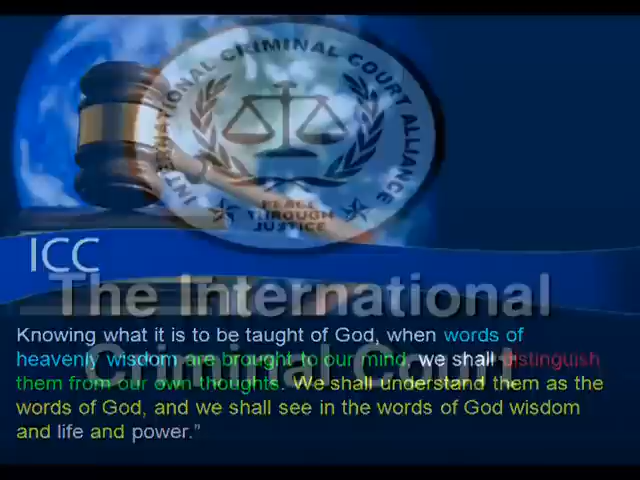 INTERNATIONAL CRIMINAL COURT ALLIANCE
PEACE
THROUGH
JUSTICE
ICC
The International
Criminal Court
Knowing what it is to be taught of God, when words of
heavenly wisdom are brought to our mind, we shall distinguish
them from our own thoughts. We shall understand them as the
words of God, and we shall see in the words of God wisdom
and life and power.”